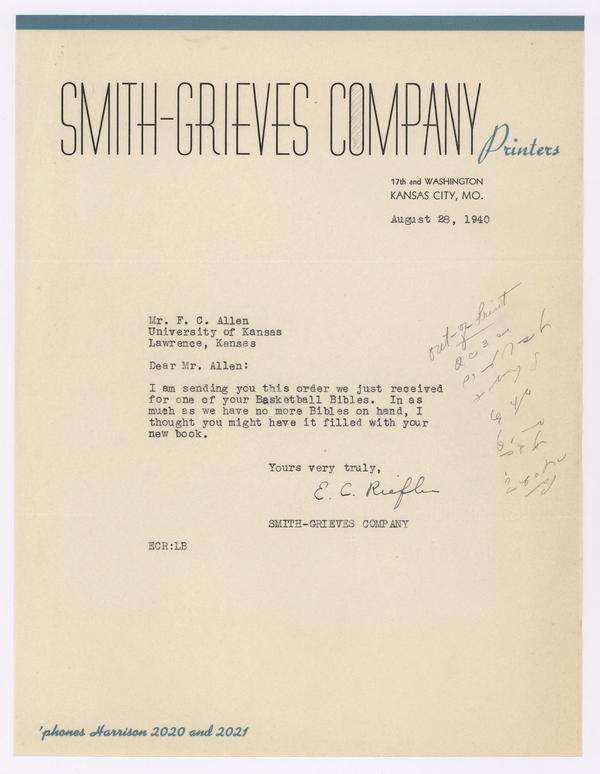 SMITH-GRIEVES COMPANY Printers
17th and WASHINGTON
KANSAS CITY, MO.
August 28, 1940
Mr. F. C. Allen
University of Kansas
Lawrence, Kansas
Dear Mr. Allen:
I am sending you this order we just received
for one of your Basketball Bibles. In as
much as we have no more Bibles on hand, I
thought you might have it filled with your
new book.
Yours very truly,
E. C. Riefler
SMITH-GRIEVES COMPANY
ECR:LB
out of print
'phones Harrison 2020 and 2021